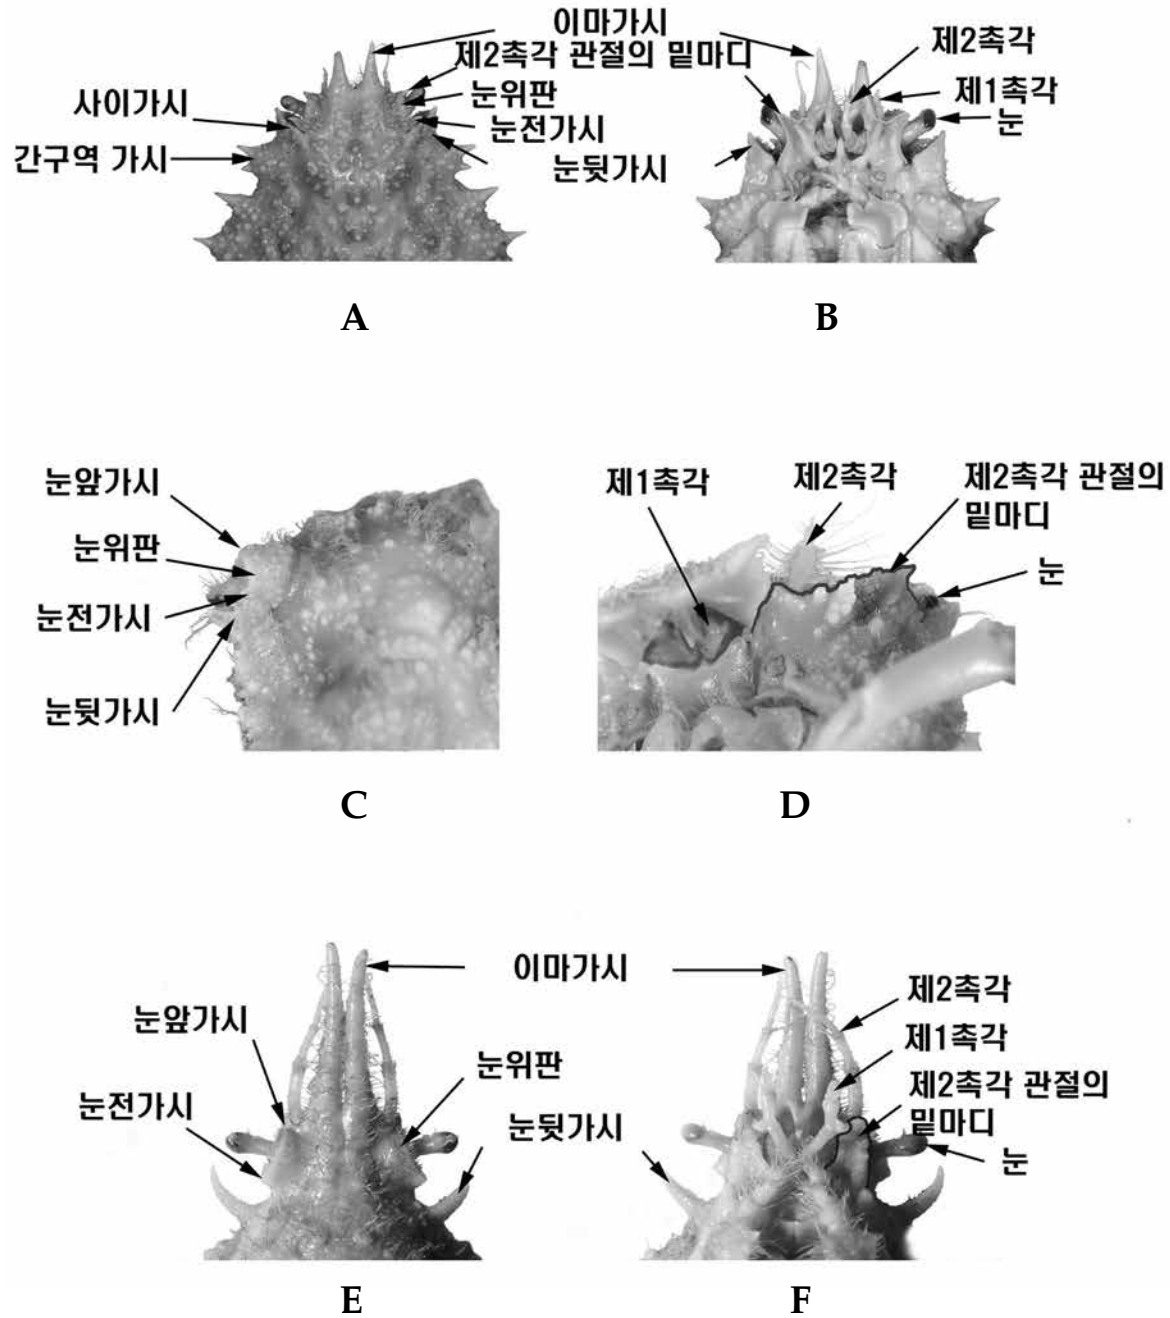 이마가시
제2촉각 관절의 밑마디
눈위판
사이가시
눈전가시
간구역 가시
눈뒷가시
제2촉각
제1촉각
눈
A
B
눈앞가시
눈위판
눈전가시
눈뒷가시
제1촉각
제2촉각
제2촉각 관절의
밑마디
눈
C
D
이마가시
눈앞가시
눈위판
눈전가시
눈뒷가시
제2촉각
제1촉각
제2촉각 관절의
밑마디
눈
E
F